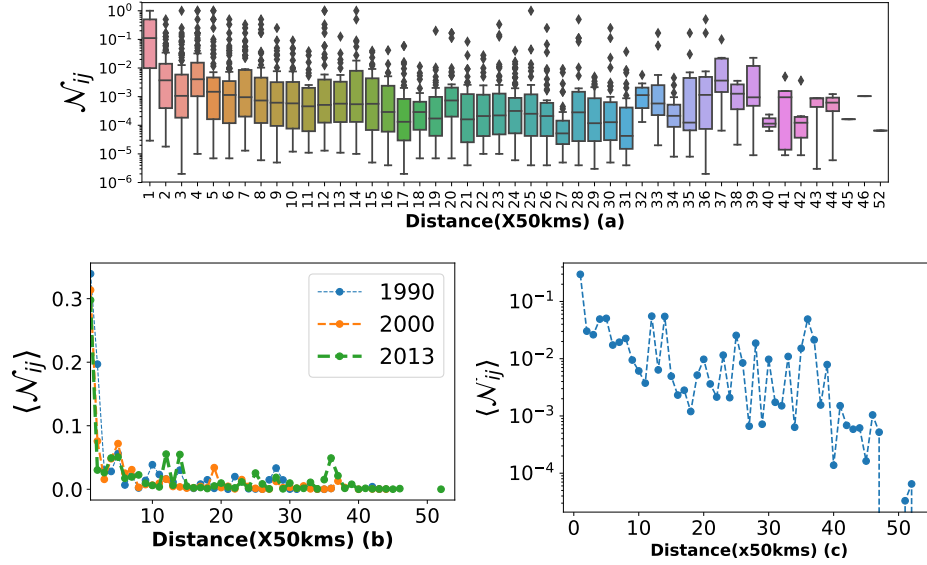 10⁰
10⁻¹
10⁻²
10⁻³
10⁻⁴
10⁻⁵
10⁻⁶
𝒩ij
1 2 3 4 5 6 7 8 9 10 11 12 13 14 15 16 17 18 19 20 21 22 23 24 25 26 27 28 29 30 31 32 33 34 35 36 37 38 39 40 41 42 43 44 45 46 52
Distance(X50kms) (a)
0.3
0.2
0.1
0.0
⟨𝒩ij⟩
1990
2000
2013
10 20 30 40 50
Distance(X50kms) (b)
10⁻¹
10⁻²
10⁻³
10⁻⁴
⟨𝒩ij⟩
0 10 20 30 40 50
Distance(x50kms) (c)